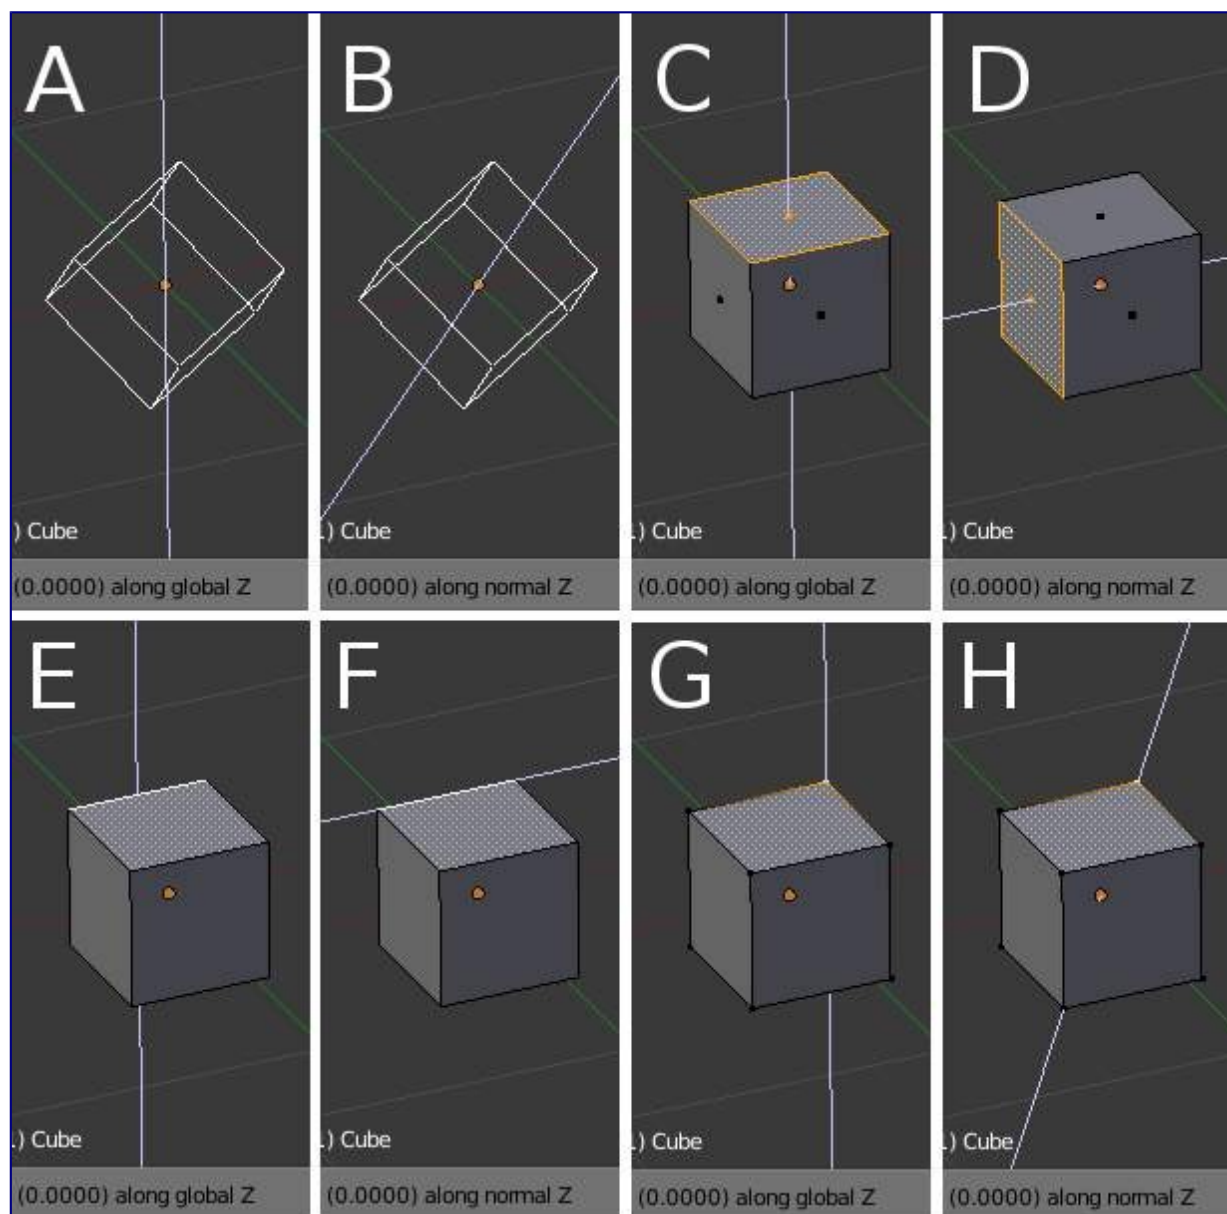 A B C D
) Cube
.) Cube
.) Cube
.) Cube
(0.0000) along global Z
(0.0000) along normal Z
(0.0000) along global Z
(0.0000) along normal Z
E F G H
.) Cube
.) Cube
.) Cube
.) Cube
(0.0000) along global Z
(0.0000) along normal Z
(0.0000) along global Z
(0.0000) along normal Z